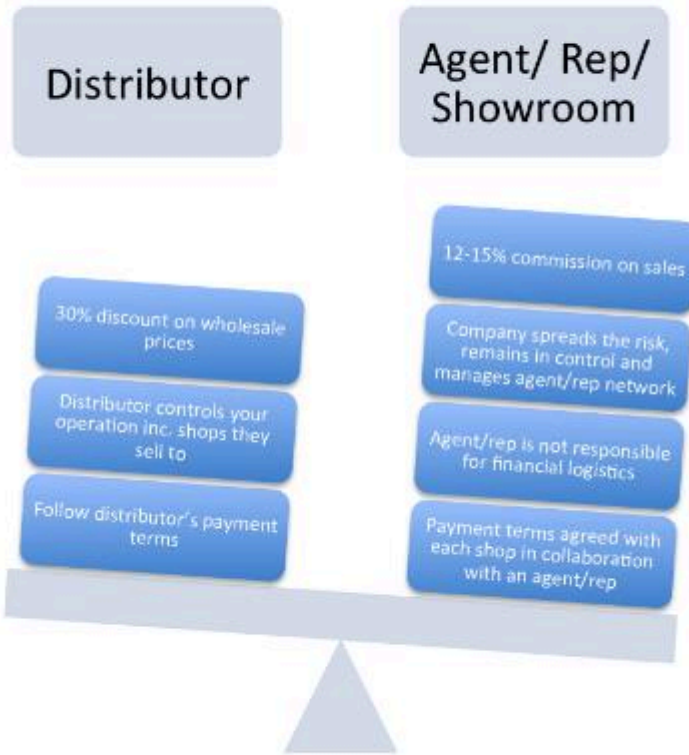 Distributor
Agent/ Rep/
Showroom
30% discount on wholesale
prices
Distributor controls your
operation inc. shops they
sell to
Follow distributor's payment
terms
12-15% commission on sales
Company spreads the risk,
remains in control and
manages agent/rep network
Agent/rep is not responsible
for financial logistics
Payment terms agreed with
each shop in collaboration
with an agent/rep